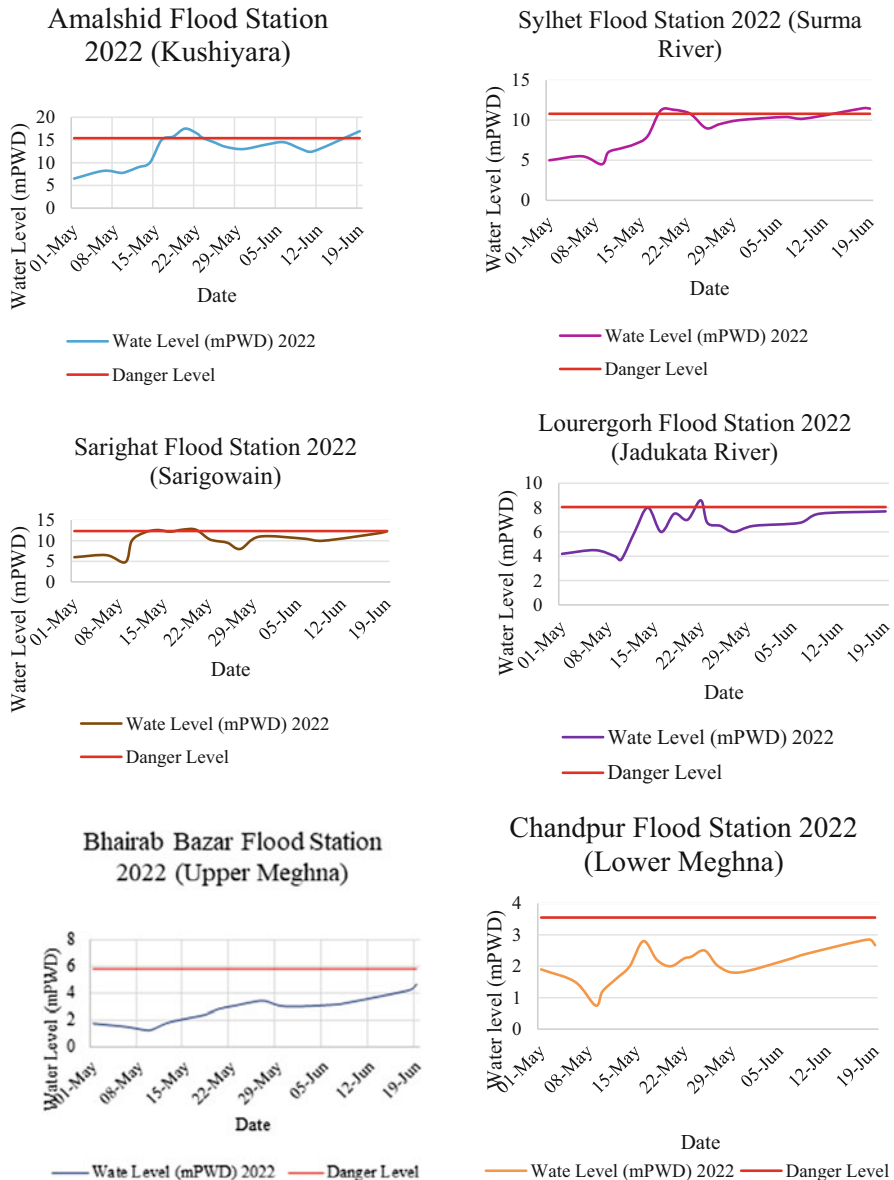 Amalshid Flood Station
2022 (Kushiyara)
Water Level (mPWD)
20
15
10
5
0
01-May
08-May
15-May
22-May
29-May
05-Jun
12-Jun
19-Jun
Date
Wate Level (mPWD) 2022
Danger Level
Sylhet Flood Station 2022 (Surma
River)
Water Level (mPWD)
15
10
5
0
01-May
08-May
15-May
22-May
29-May
05-Jun
12-Jun
19-Jun
Date
Wate Level (mPWD) 2022
Danger Level
Sarighat Flood Station 2022
(Sarigowain)
Water Level (mPWD)
15
10
5
0
01-May
08-May
15-May
22-May
29-May
05-Jun
12-Jun
19-Jun
Date
Wate Level (mPWD) 2022
Danger Level
Lourergorh Flood Station 2022
(Jadukata River)
Water Level (mPWD)
10
8
6
4
2
0
01-May
08-May
15-May
22-May
29-May
05-Jun
12-Jun
19-Jun
Date
Wate Level (mPWD) 2022
Danger Level
Bhairab Bazar Flood Station
2022 (Upper Meghna)
Water Level (mPWD)
8
6
4
2
0
01-May
08-May
15-May
22-May
29-May
05-Jun
12-Jun
19-Jun
Date
Wate Level (mPWD) 2022
Danger Level
Chandpur Flood Station 2022
(Lower Meghna)
Water level (mPWD)
4
3
2
1
0
01-May
08-May
15-May
22-May
29-May
05-Jun
12-Jun
19-Jun
Date
Wate Level (mPWD) 2022
Danger Level